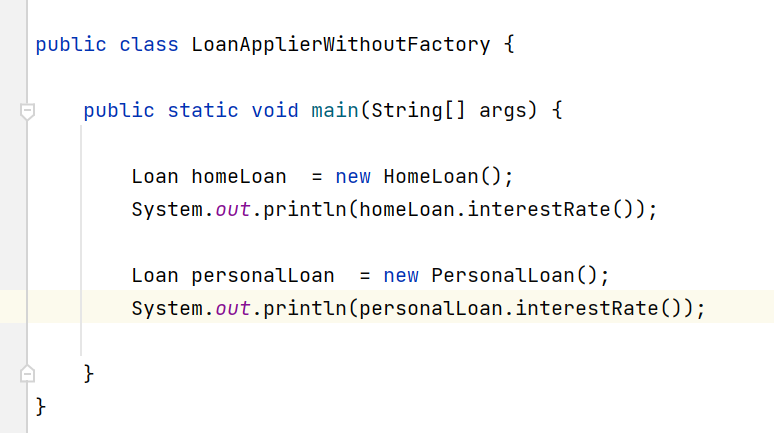 public class LoanApplierWithoutFactory {
public static void main(String[] args) {
Loan homeLoan  = new HomeLoan();
System.out.println(homeLoan.interestRate());
Loan personalLoan  = new PersonalLoan();
System.out.println(personalLoan.interestRate());
}
}